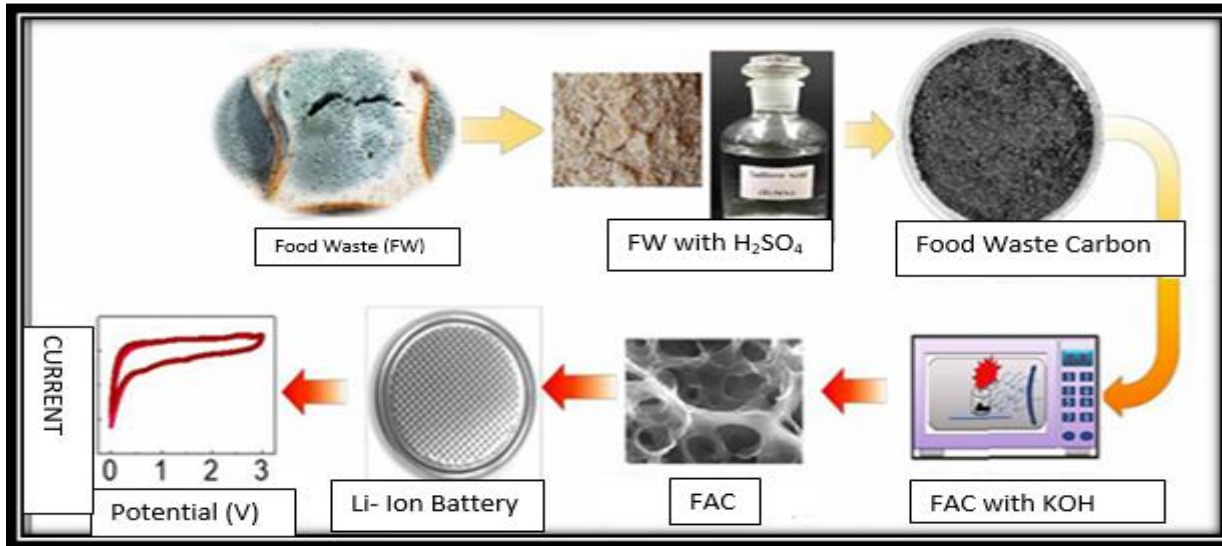 Food Waste (FW)
FW with H₂SO₄
Food Waste Carbon
CURRENT
0 1 2 3
Potential (V)
Li- Ion Battery
FAC
FAC with KOH